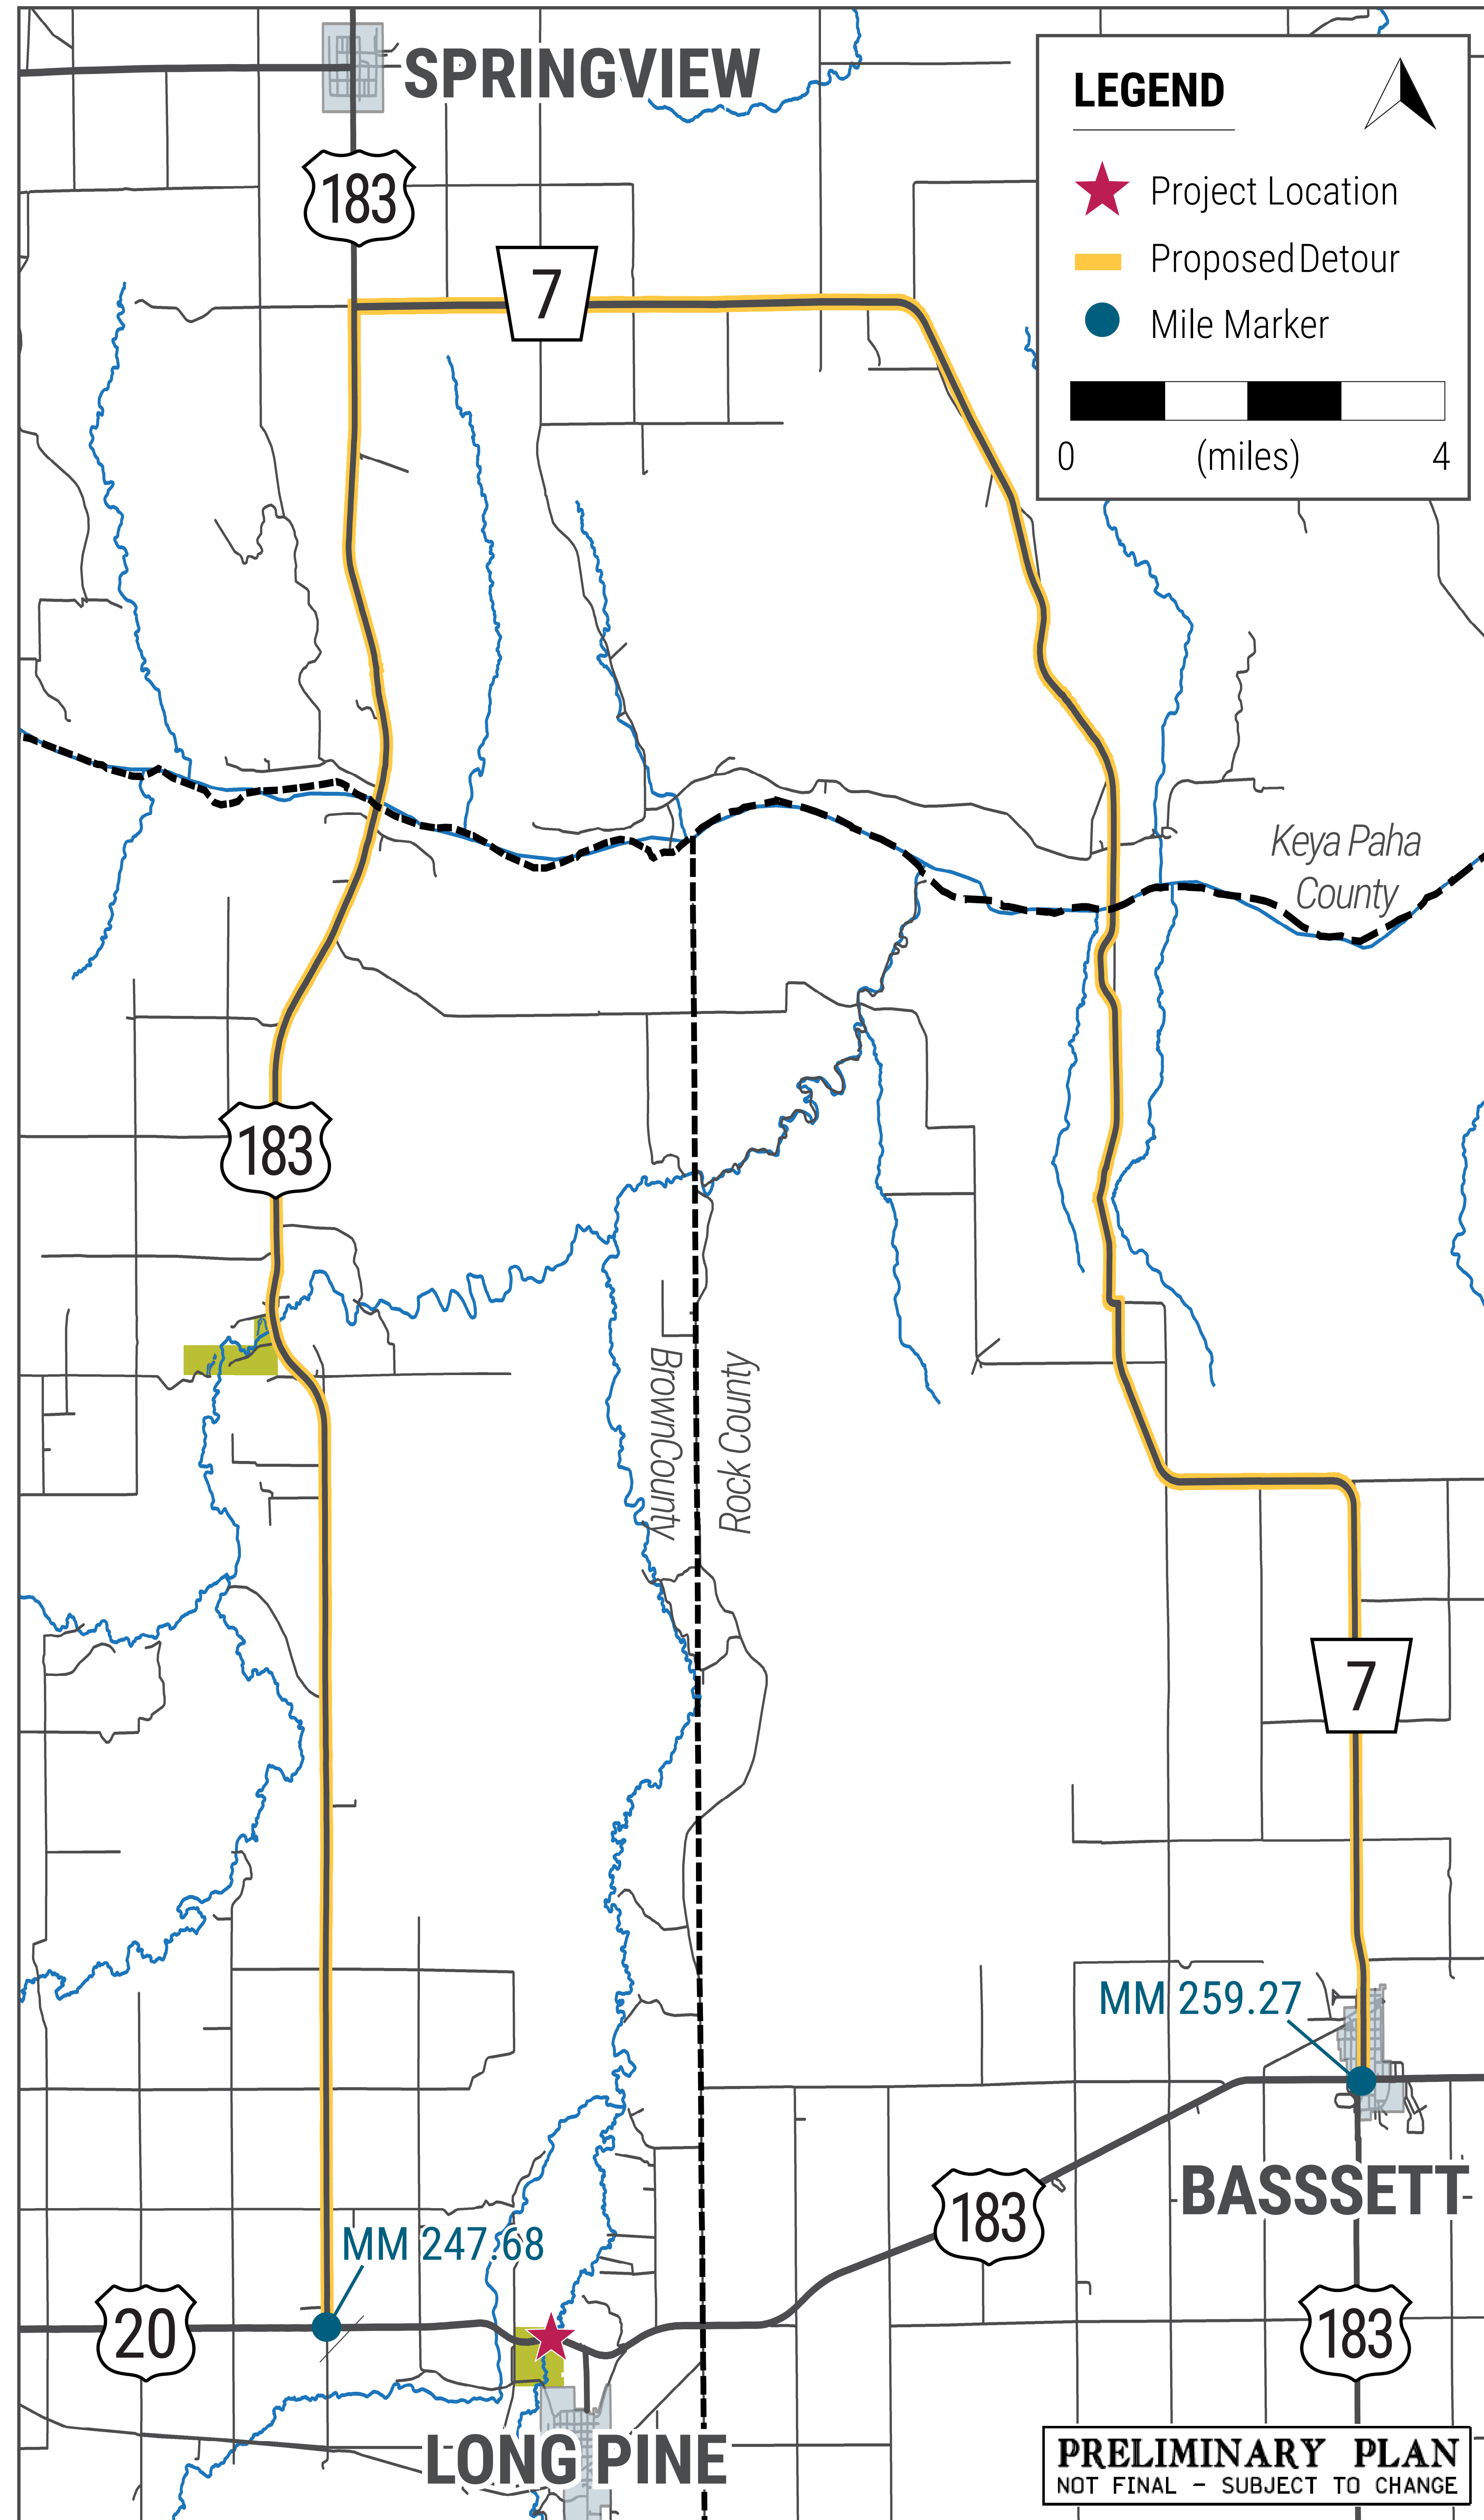 SPRINGVIEW
LEGEND
Project Location
Proposed Detour
Mile Marker
0 (miles) 4
183
7
Keya Paha
County
183
Brown County
Rock County
7
MM 259.27
BASSSETT
183
MM 247.68
20
183
LONG PINE
PRELIMINARY PLAN
NOT FINAL - SUBJECT TO CHANGE